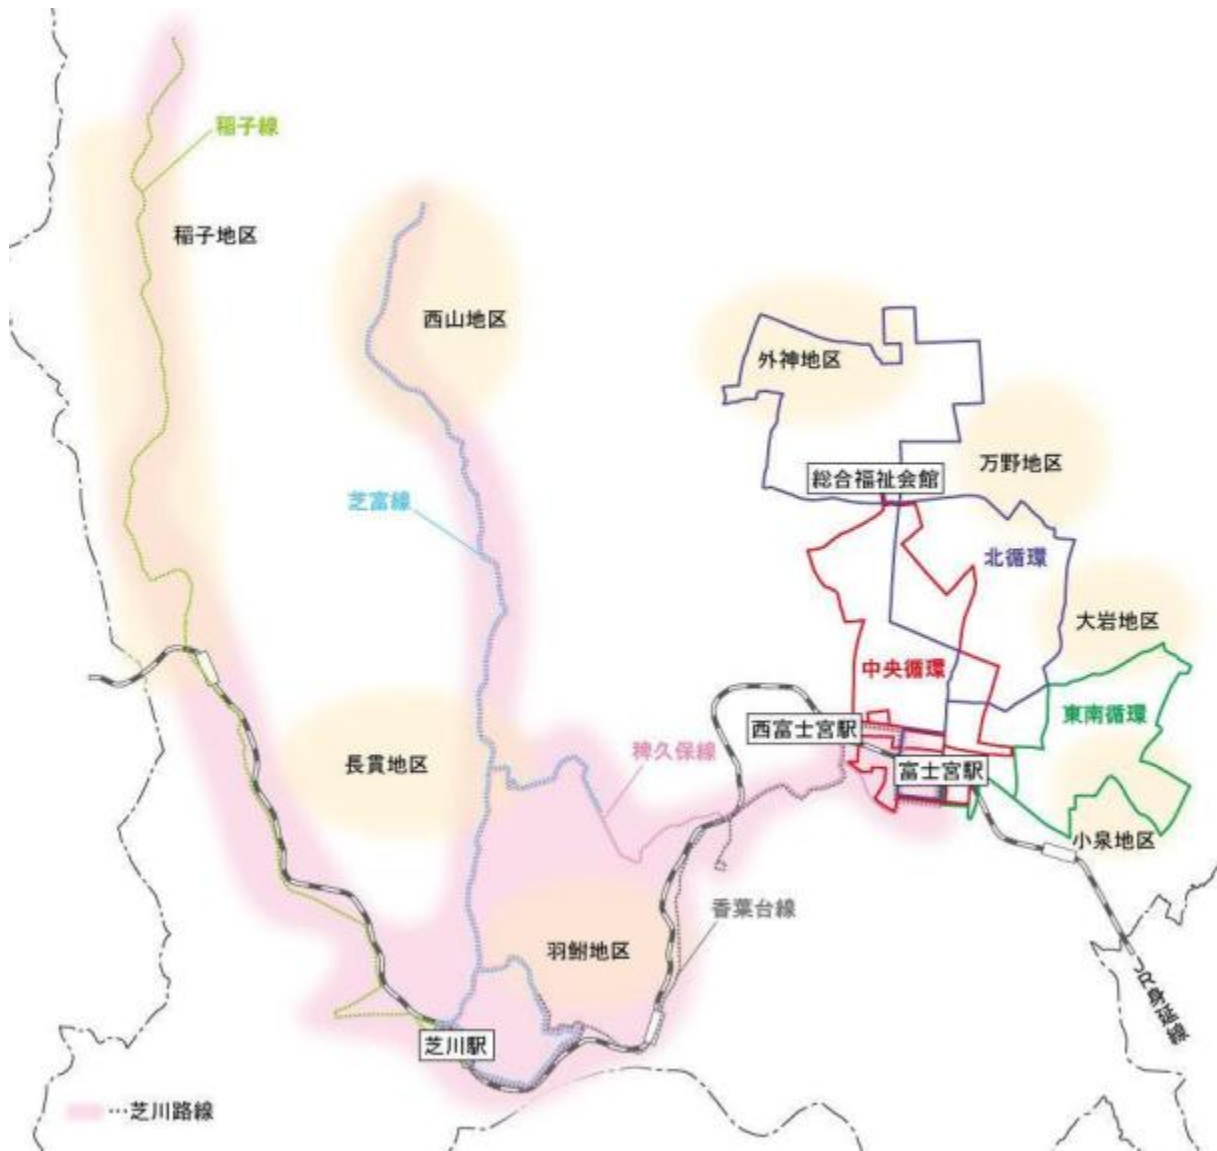 稲子線
稲子地区
西山地区
外神地区
万野地区
総合福祉会館
芝富線
北循環
大岩地区
中央循環
東南循環
西富士宮駅
稗久保線
長貫地区
富士宮駅
小泉地区
香葉台線
羽鮒地区
JR身延線
芝川駅
…芝川路線